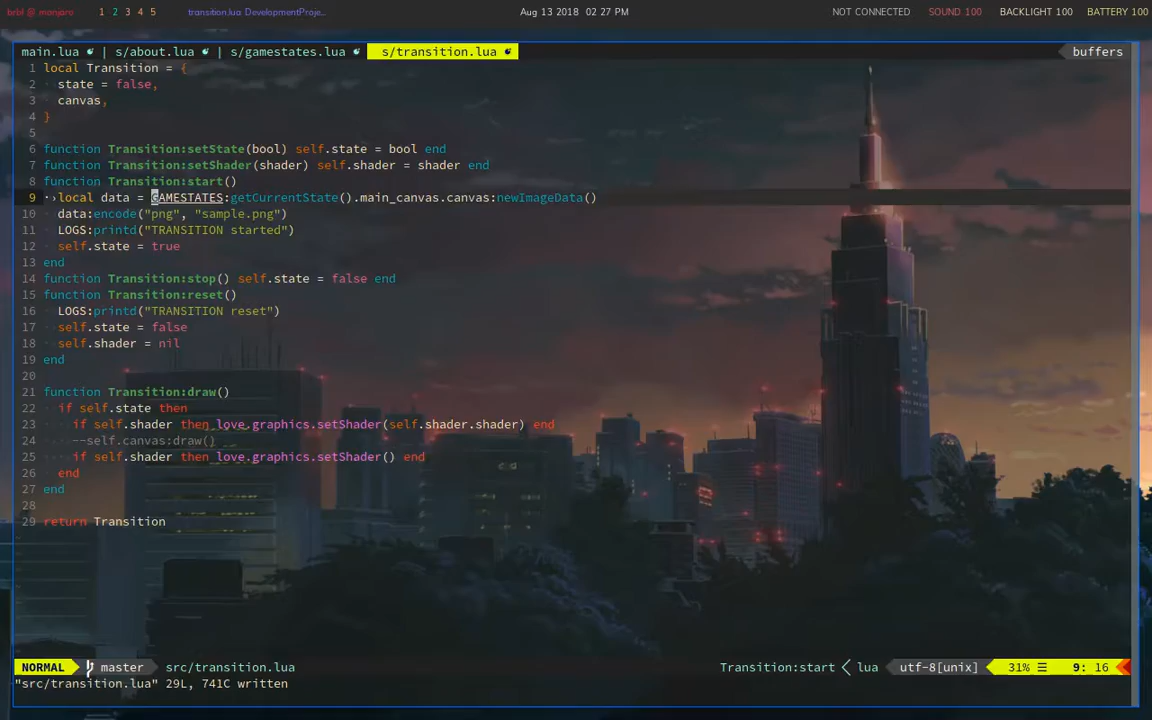 brbl @ manjaro 1 2 3 4 5 transition.lua DevelopmentProje... Aug 13 2018 02:27 PM NOT CONNECTED SOUND 100 BACKLIGHT 100 BATTERY 100
main.lua | s/about.lua | s/gamestates.lua s/transition.lua buffers
1 local Transition = {
2 state = false,
3 canvas,
4 }
5
6 function Transition:setState(bool) self.state = bool end
7 function Transition:setShader(shader) self.shader = shader end
8 function Transition:start()
9 local data = GAMESTATES:getCurrentState().main_canvas.canvas:newImageData()
10 data:encode("png", "sample.png")
11 LOGS:printd("TRANSITION started")
12 self.state = true
13 end
14 function Transition:stop() self.state = false end
15 function Transition:reset()
16 LOGS:printd("TRANSITION reset")
17 self.state = false
18 self.shader = nil
19 end
20
21 function Transition:draw()
22 if self.state then
23 if self.shader then love.graphics.setShader(self.shader.shader) end
24 --self.canvas:draw()
25 if self.shader then love.graphics.setShader() end
26 end
27 end
28
29 return Transition
NORMAL master src/transition.lua Transition:start lua utf-8[unix] 31% ☰ 9: 16
"src/transition.lua" 29L, 741C written